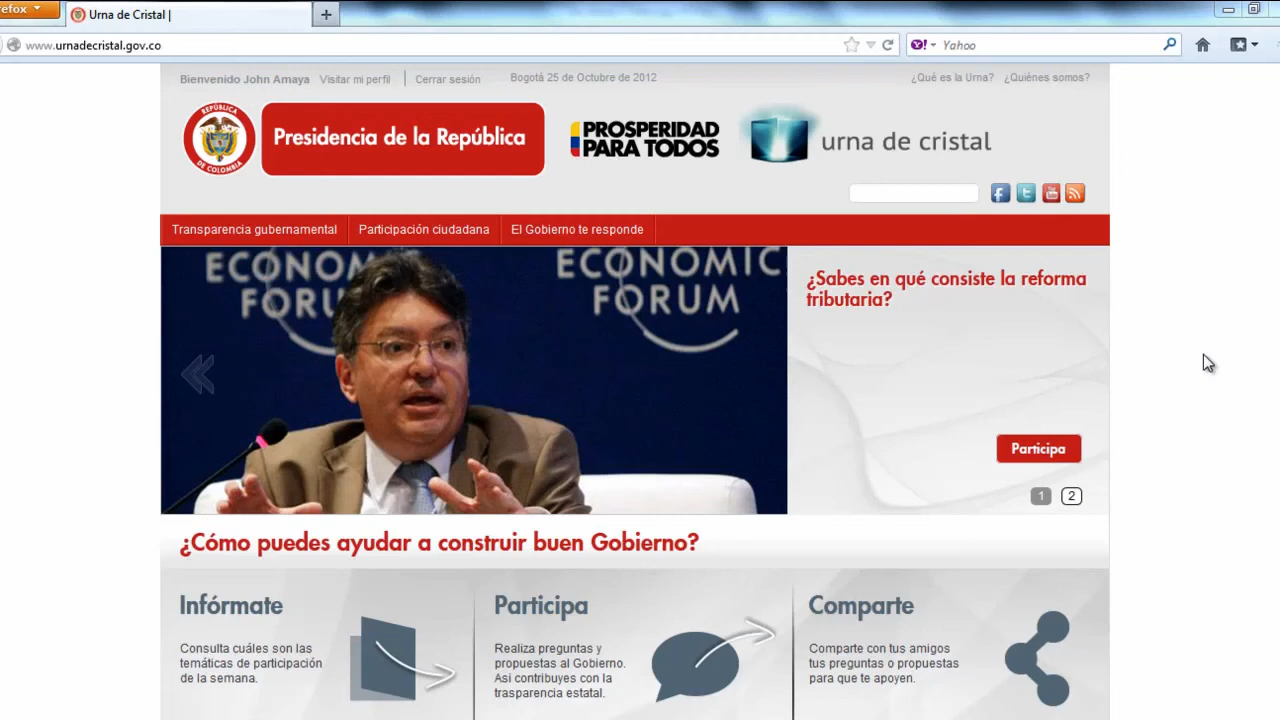 efox
Urna de Cristal |
www.urnadecristal.gov.co
Yahoo
Bienvenido John Amaya Visitar mi perfil | Cerrar sesión
Bogotá 25 de Octubre de 2012
¿Qué es la Urna? ¿Quiénes somos?
REPÚBLICA
DE COLOMBIA
Presidencia de la República
PROSPERIDAD
PARA TODOS
urna de cristal
Transparencia gubernamental
Participación ciudadana
El Gobierno te responde
ECONOMIC
FORUM
ECONOMIC
FORUM
¿Sabes en qué consiste la reforma
tributaria?
Participa
1 2
¿Cómo puedes ayudar a construir buen Gobierno?
Infórmate
Consulta cuáles son las
temáticas de participación
de la semana.
Participa
Realiza preguntas y
propuestas al Gobierno.
Asi contribuyes con la
trasparencia estatal.
Comparte
Comparte con tus amigos
tus preguntas o propuestas
para que te apoyen.